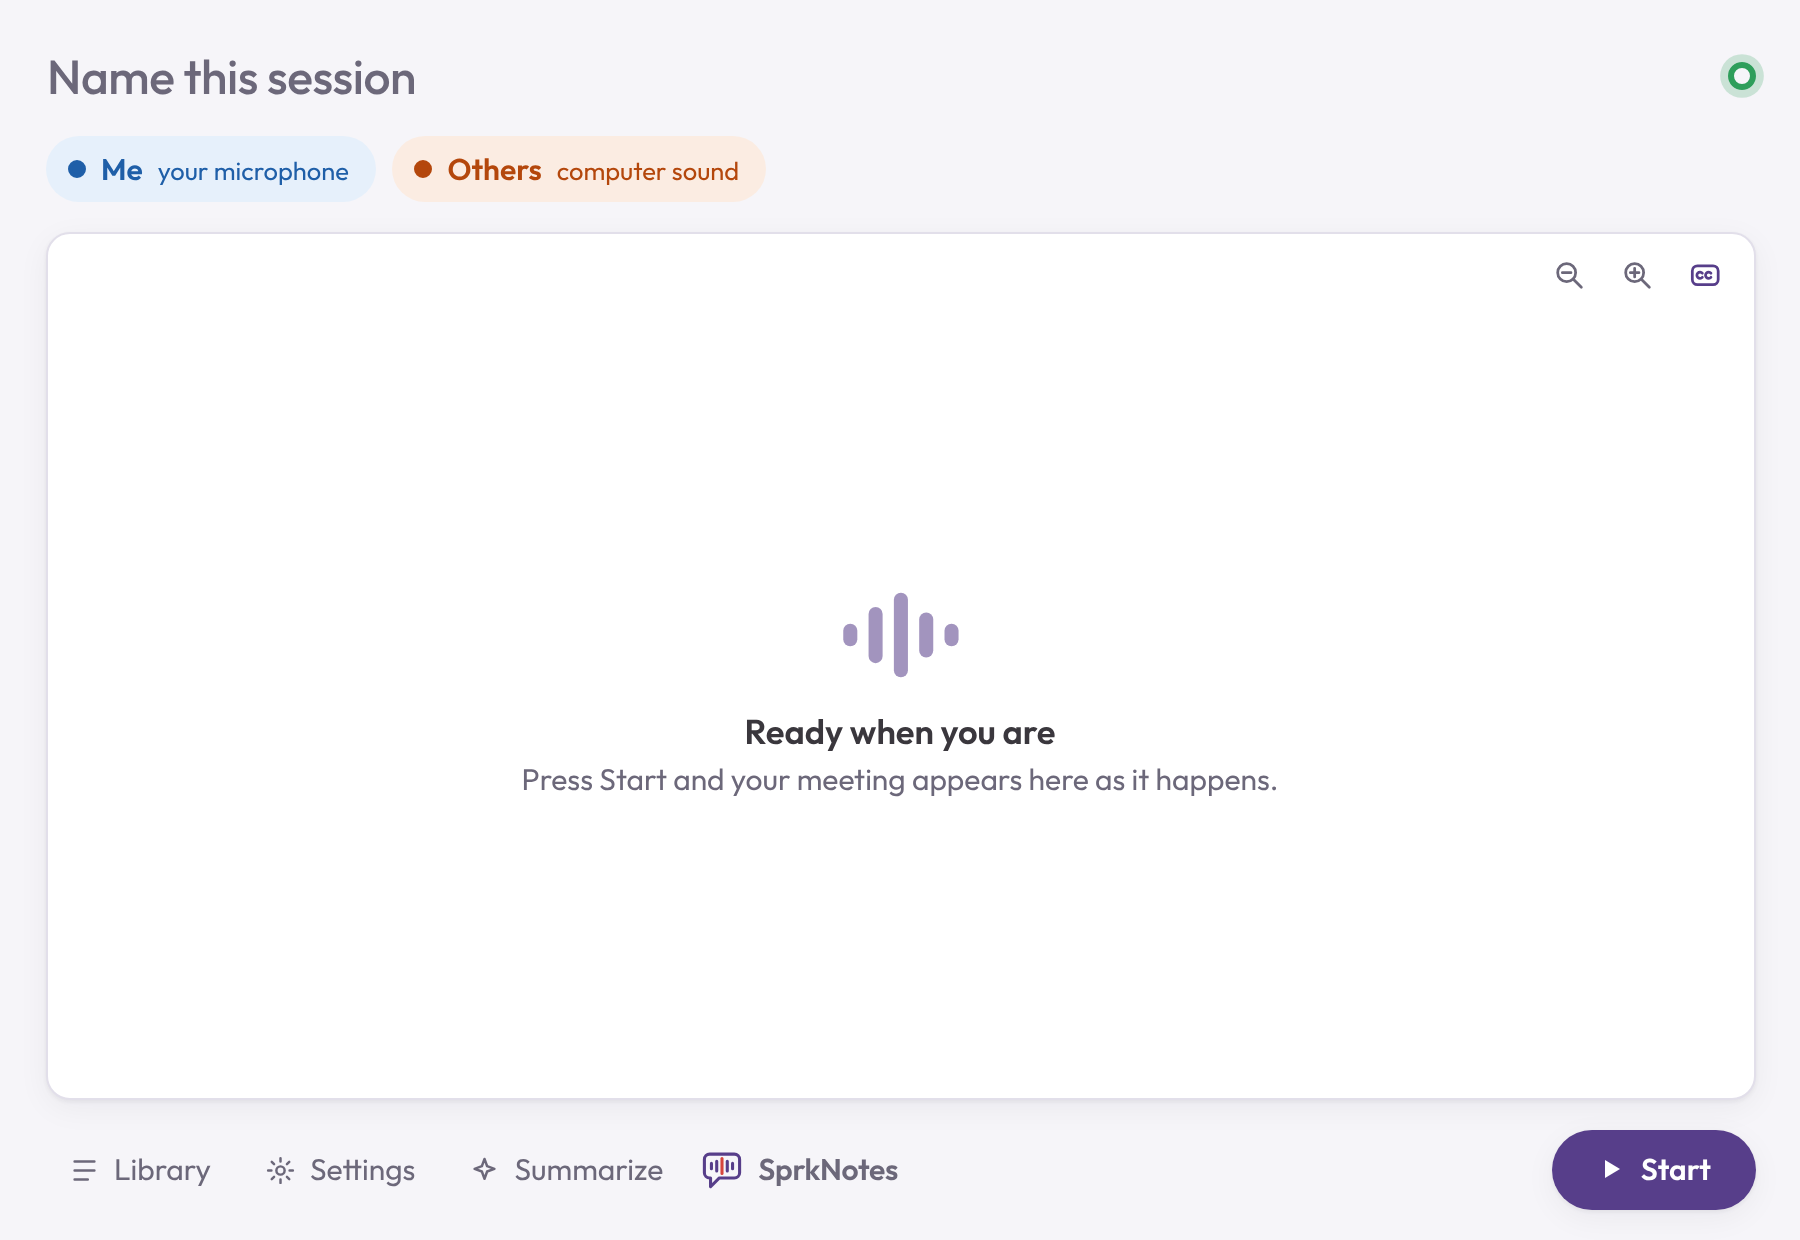 Name this session
Me your microphone
Others computer sound
CC
Ready when you are
Press Start and your meeting appears here as it happens.
Library
Settings
Summarize
SprkNotes
Start